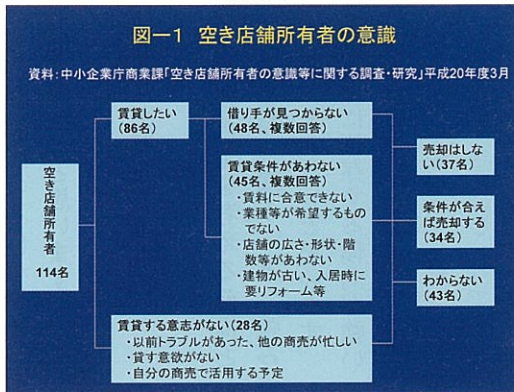 図－1 空き店舗所有者の意識
資料：中小企業庁商業課「空き店舗所有者の意識等に関する調査・研究」平成20年度3月
空き店舗所有者
114名
賃貸したい
(86名)
借り手が見つからない
(48名、複数回答)
賃貸条件があわない
(45名、複数回答)
・賃料に合意できない
・業種等が希望するもの
でない
・店舗の広さ・形状・階
数等があわない
・建物が古い、入居時に
要リフォーム等
賃貸する意志がない(28名)
・以前トラブルがあった、他の商売が忙しい
・貸す意欲がない
・自分の商売で活用する予定
売却はしな
い(37名)
条件が合え
ば売却する
(34名)
わからない
(43名)